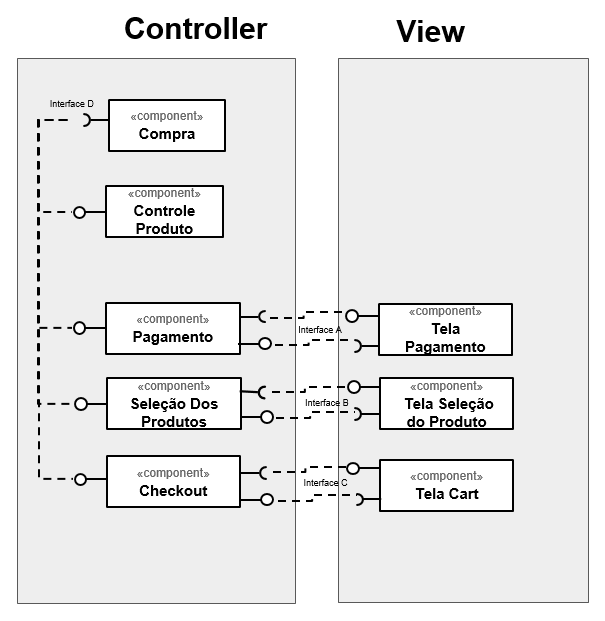 Controller
View
Interface D
«component»
Compra
«component»
Controle
Produto
«component»
Pagamento
Interface A
«component»
Tela
Pagamento
«component»
Seleção Dos
Produtos
Interface B
«component»
Tela Seleção
do Produto
«component»
Checkout
Interface C
«component»
Tela Cart